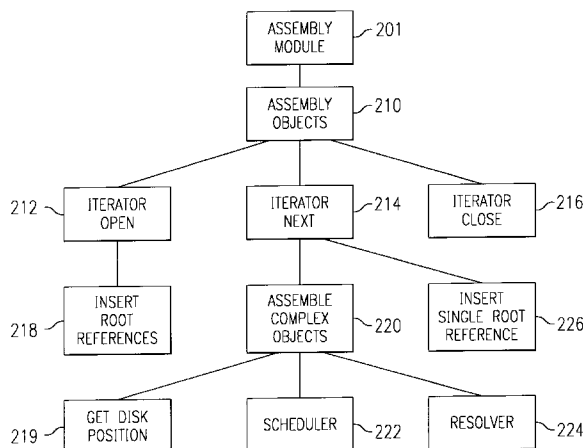 ASSEMBLY
MODULE
201
ASSEMBLY
OBJECTS
210
212
ITERATOR
OPEN
ITERATOR
NEXT
214
ITERATOR
CLOSE
216
218
INSERT
ROOT
REFERENCES
ASSEMBLE
COMPLEX
OBJECTS
220
INSERT
SINGLE ROOT
REFERENCE
226
219
GET DISK
POSITION
SCHEDULER
222
RESOLVER
224